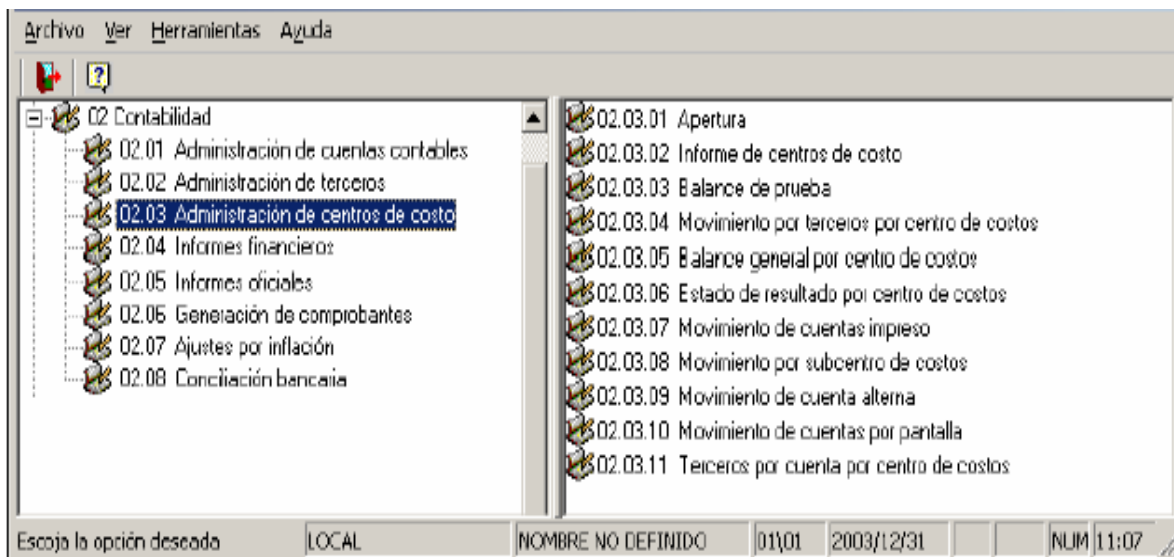 Archivo Ver Herramientas Ayuda
02 Contabilidad
02.01 Administración de cuentas contables
02.02 Administración de terceros
02.03 Administración de centros de costo
02.04 Informes financieros
02.05 Informes oficiales
02.06 Generación de comprobantes
02.07 Ajustes por inflación
02.08 Conciliación bancaria
02.03.01 Apertura
02.03.02 Informe de centros de costo
02.03.03 Balance de prueba
02.03.04 Movimiento por terceros por centro de costos
02.03.05 Balance general por centro de costos
02.03.06 Estado de resultado por centro de costos
02.03.07 Movimiento de cuentas impreso
02.03.08 Movimiento por subcentro de costos
02.03.09 Movimiento de cuenta alterna
02.03.10 Movimiento de cuentas por pantalla
02.03.11 Terceros por cuenta por centro de costos
Escoja la opción deseada LOCAL NOMBRE NO DEFINIDO 01\01 2003/12/31 NUM 11:07